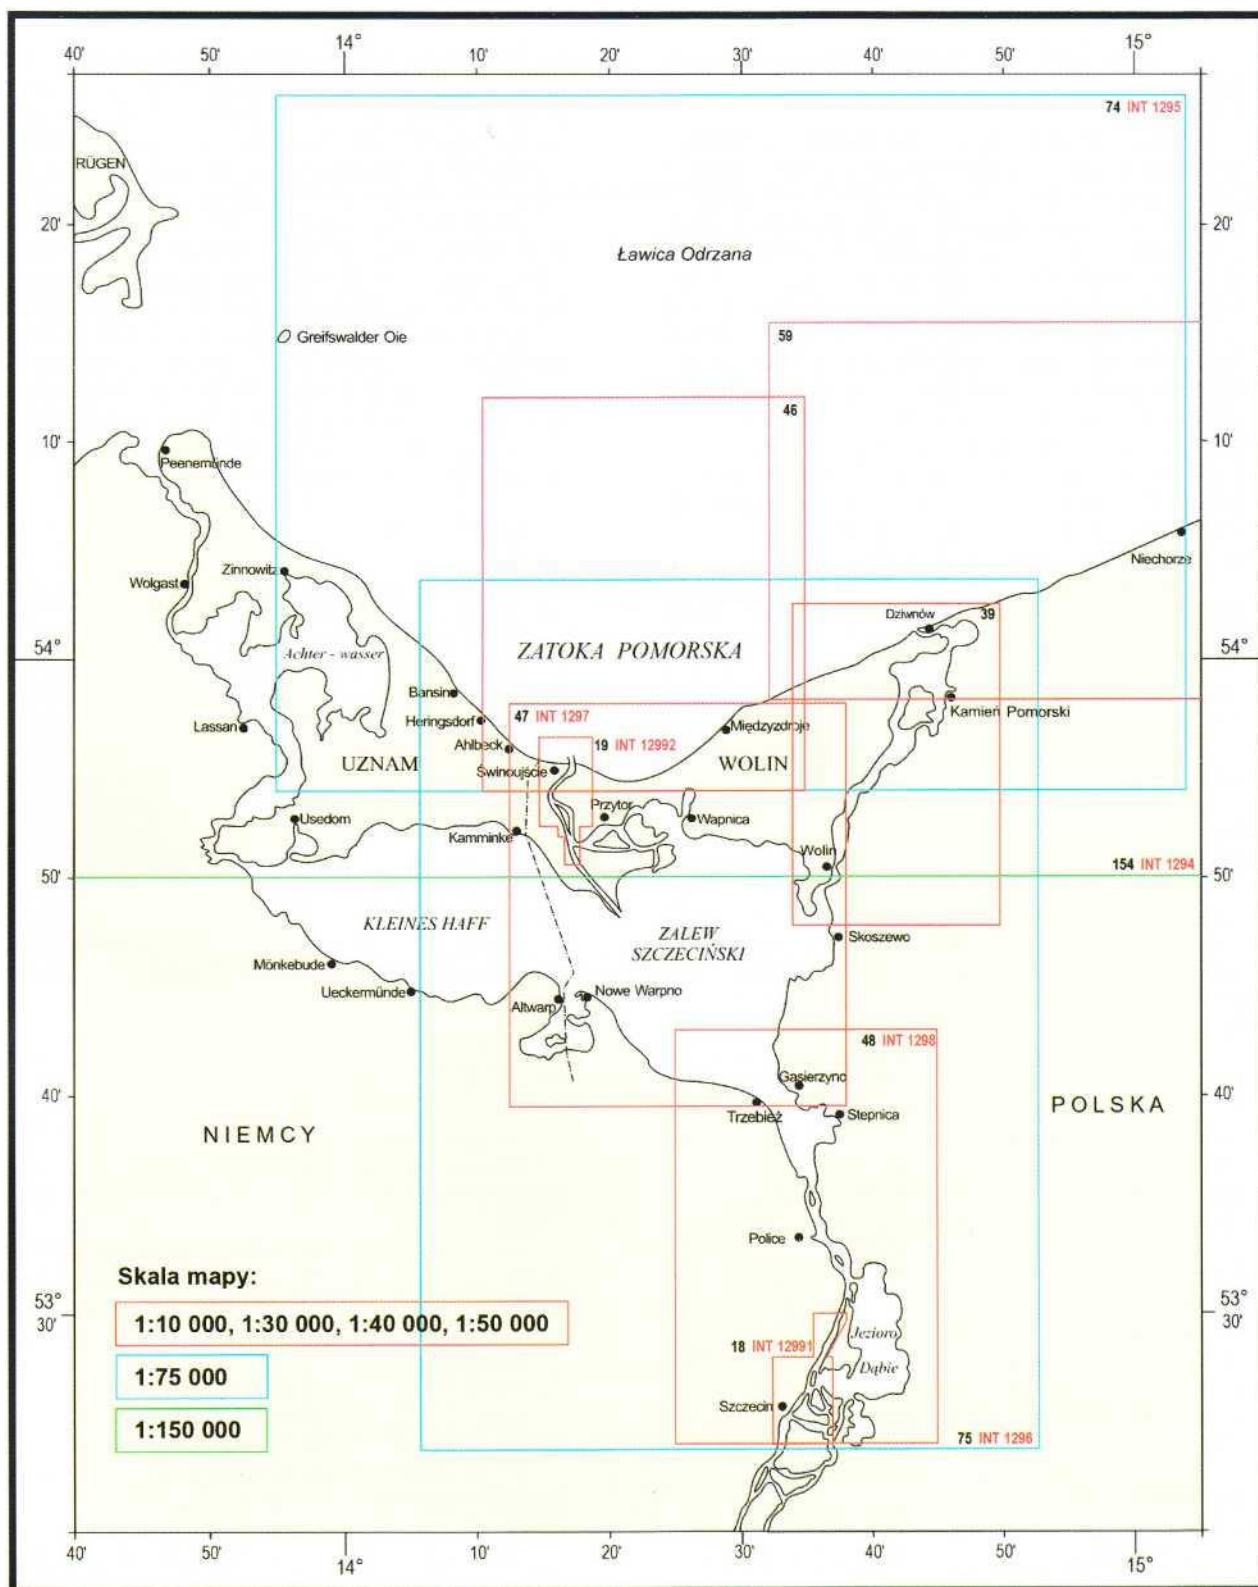 40' 50' 14° 10' 20' 30' 40' 50' 15°
74 INT 1295
RÜGEN
20' 20'
Ławica Odrzana
Greifswalder Oie
59
46
10' 10'
Peenemünde
Niechorze
Zinnowitz
Wolgast
Dziwnów
39
54° 54°
Achter - wasser
ZATOKA POMORSKA
Bansin
Kamień Pomorski
Heringsdorf
47 INT 1297
Międzyzdroje
Lassan
Ahlbeck
19 INT 12992
UZNAM
WOLIN
Świnoujście
Przytor
Usedom
Wapnica
Kamminke
Wolin
154 INT 1294
50' 50'
KLEINES HAFF
ZALEW
SZCZECIŃSKI
Skoszewo
Mönkebude
Ueckermünde
Nowe Warpno
Altwarp
48 INT 1298
Gąsierzyno
40' 40'
Trzebież
Stepnica
POLSKA
NIEMCY
Police
Skala mapy:
53° 53°
30' 30'
1:10 000, 1:30 000, 1:40 000, 1:50 000
Jezioro
18 INT 12991
Dąbie
1:75 000
Szczecin
1:150 000
75 INT 1296
40' 50' 14° 10' 20' 30' 40' 50' 15°